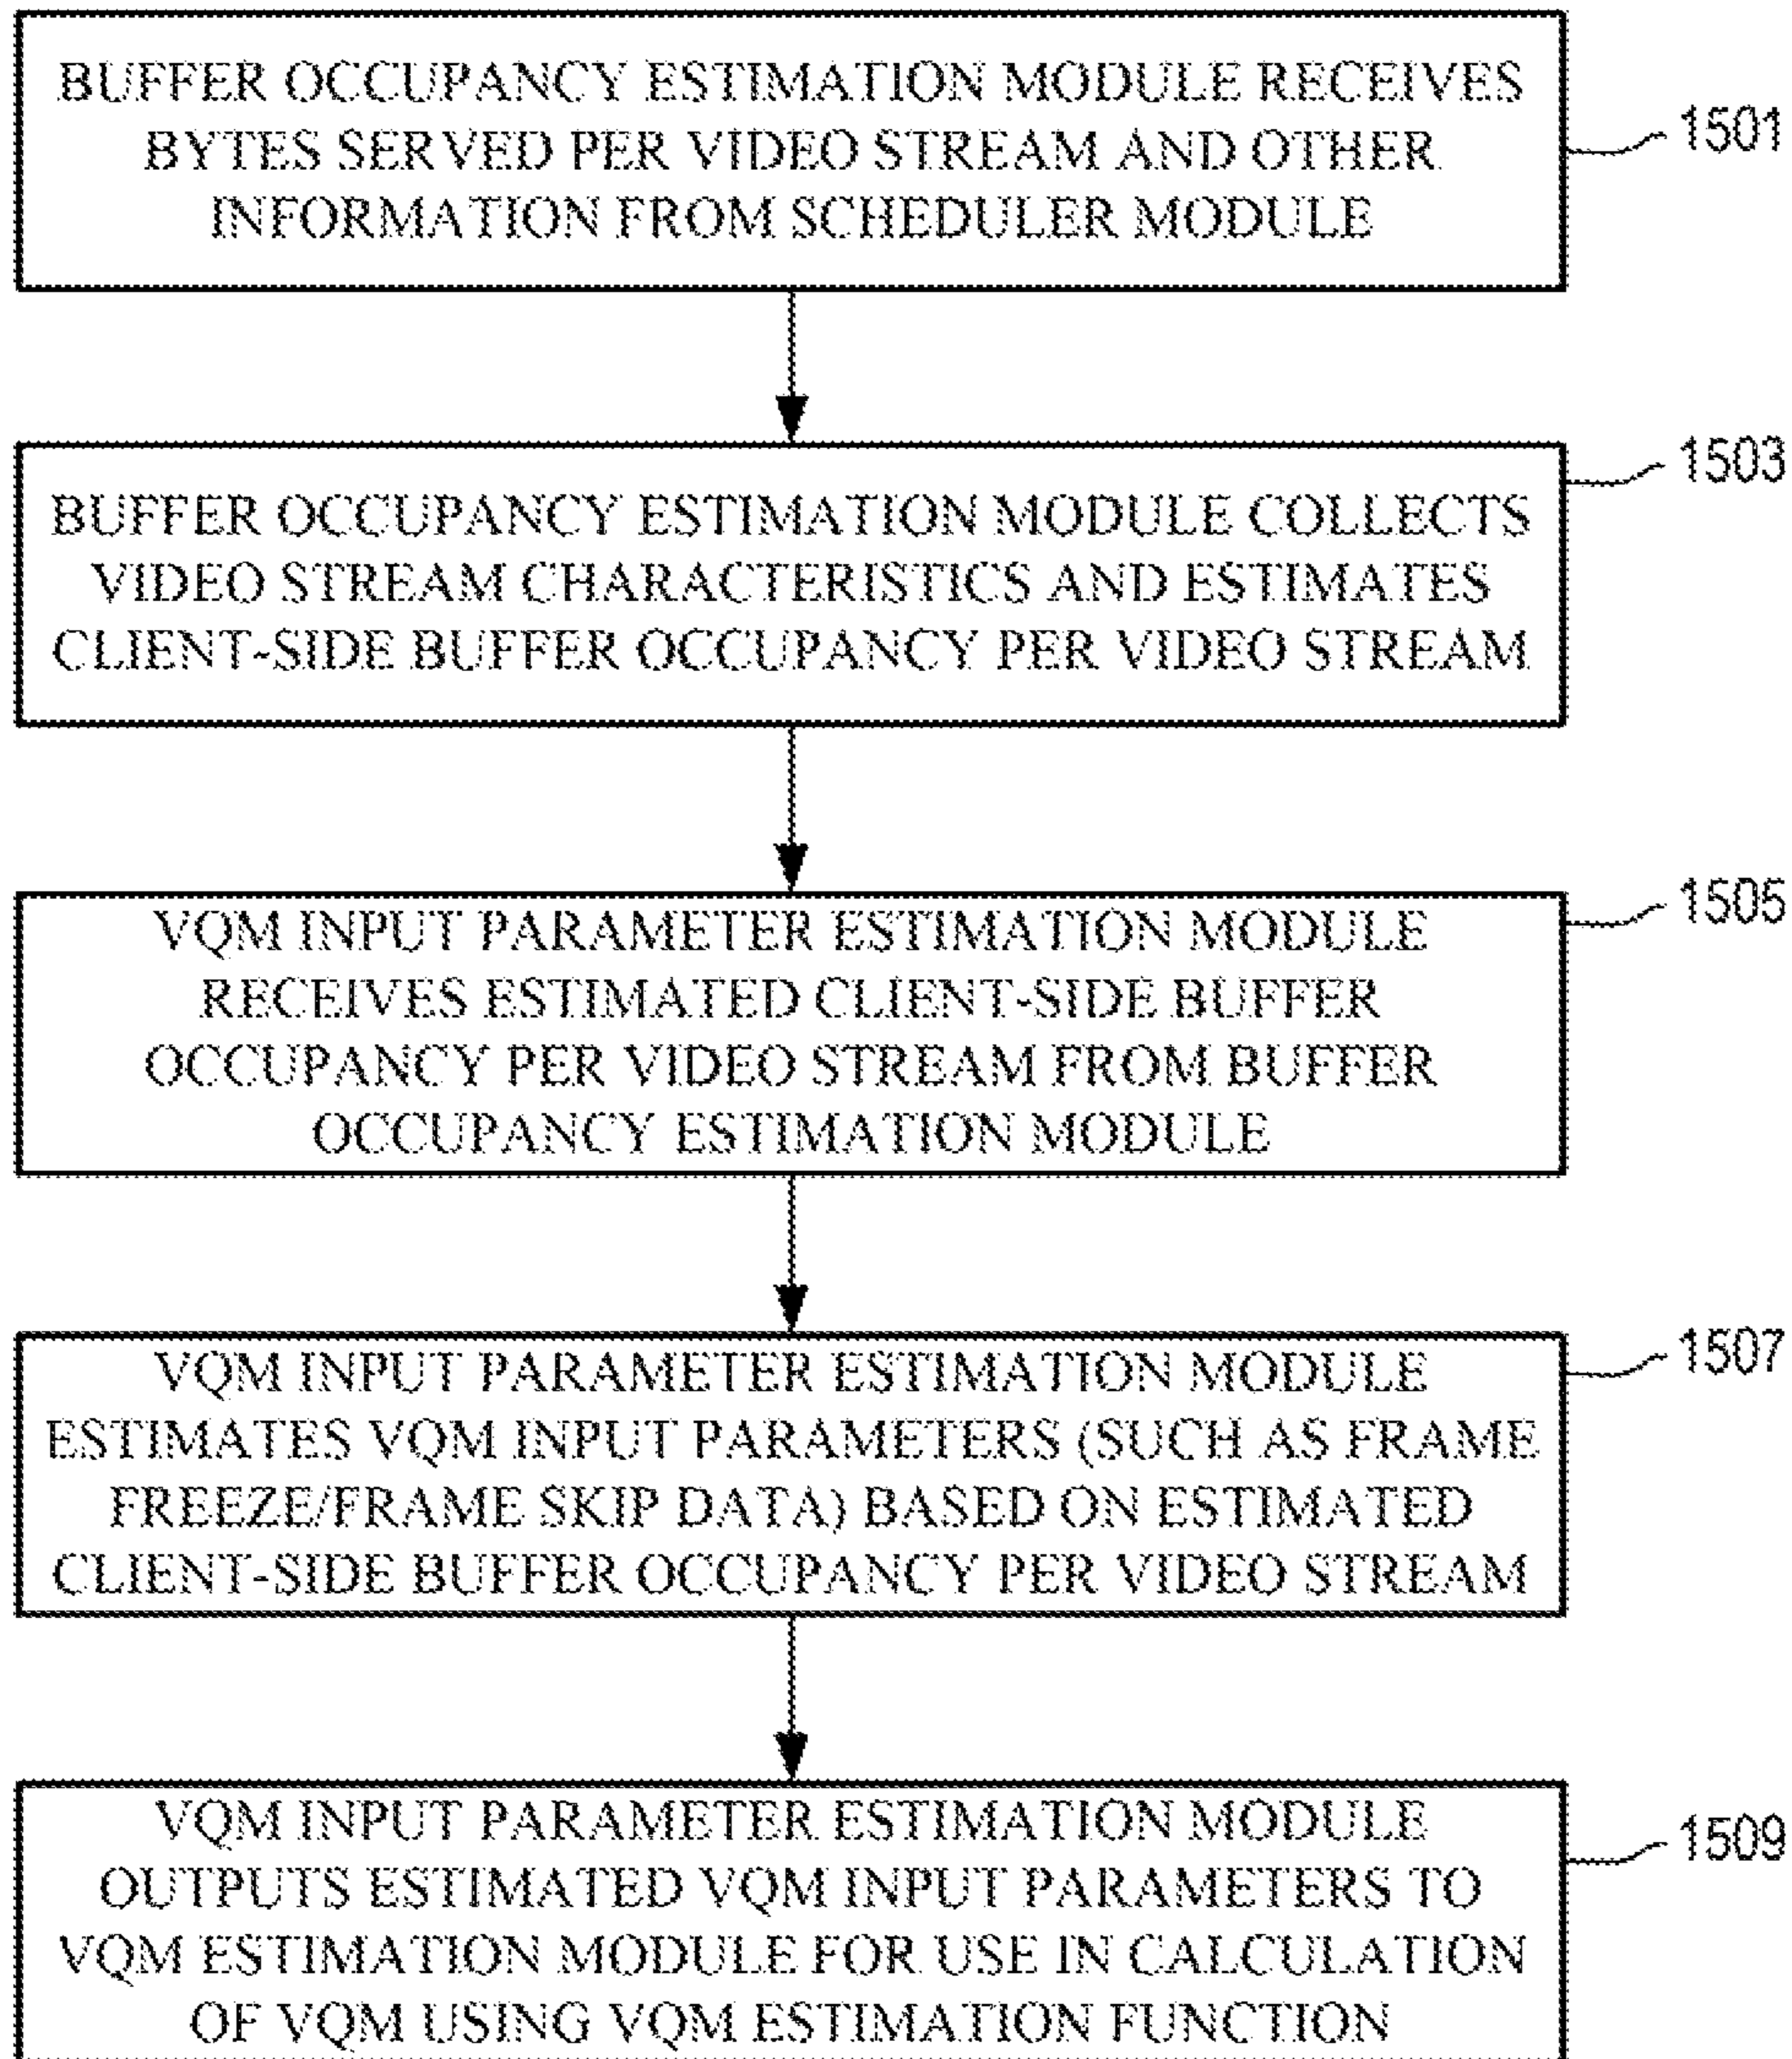 BUFFER OCCUPANCY ESTIMATION MODULE RECEIVES
BYTES SERVED PER VIDEO STREAM AND OTHER
INFORMATION FROM SCHEDULER MODULE
1501
BUFFER OCCUPANCY ESTIMATION MODULE COLLECTS
VIDEO STREAM CHARACTERISTICS AND ESTIMATES
CLIENT-SIDE BUFFER OCCUPANCY PER VIDEO STREAM
1503
VQM INPUT PARAMETER ESTIMATION MODULE
RECEIVES ESTIMATED CLIENT-SIDE BUFFER
OCCUPANCY PER VIDEO STREAM FROM BUFFER
OCCUPANCY ESTIMATION MODULE
1505
VQM INPUT PARAMETER ESTIMATION MODULE
ESTIMATES VQM INPUT PARAMETERS (SUCH AS FRAME
FREEZE/FRAME SKIP DATA) BASED ON ESTIMATED
CLIENT-SIDE BUFFER OCCUPANCY PER VIDEO STREAM
1507
VQM INPUT PARAMETER ESTIMATION MODULE
OUTPUTS ESTIMATED VQM INPUT PARAMETERS TO
VQM ESTIMATION MODULE FOR USE IN CALCULATION
OF VQM USING VQM ESTIMATION FUNCTION
1509